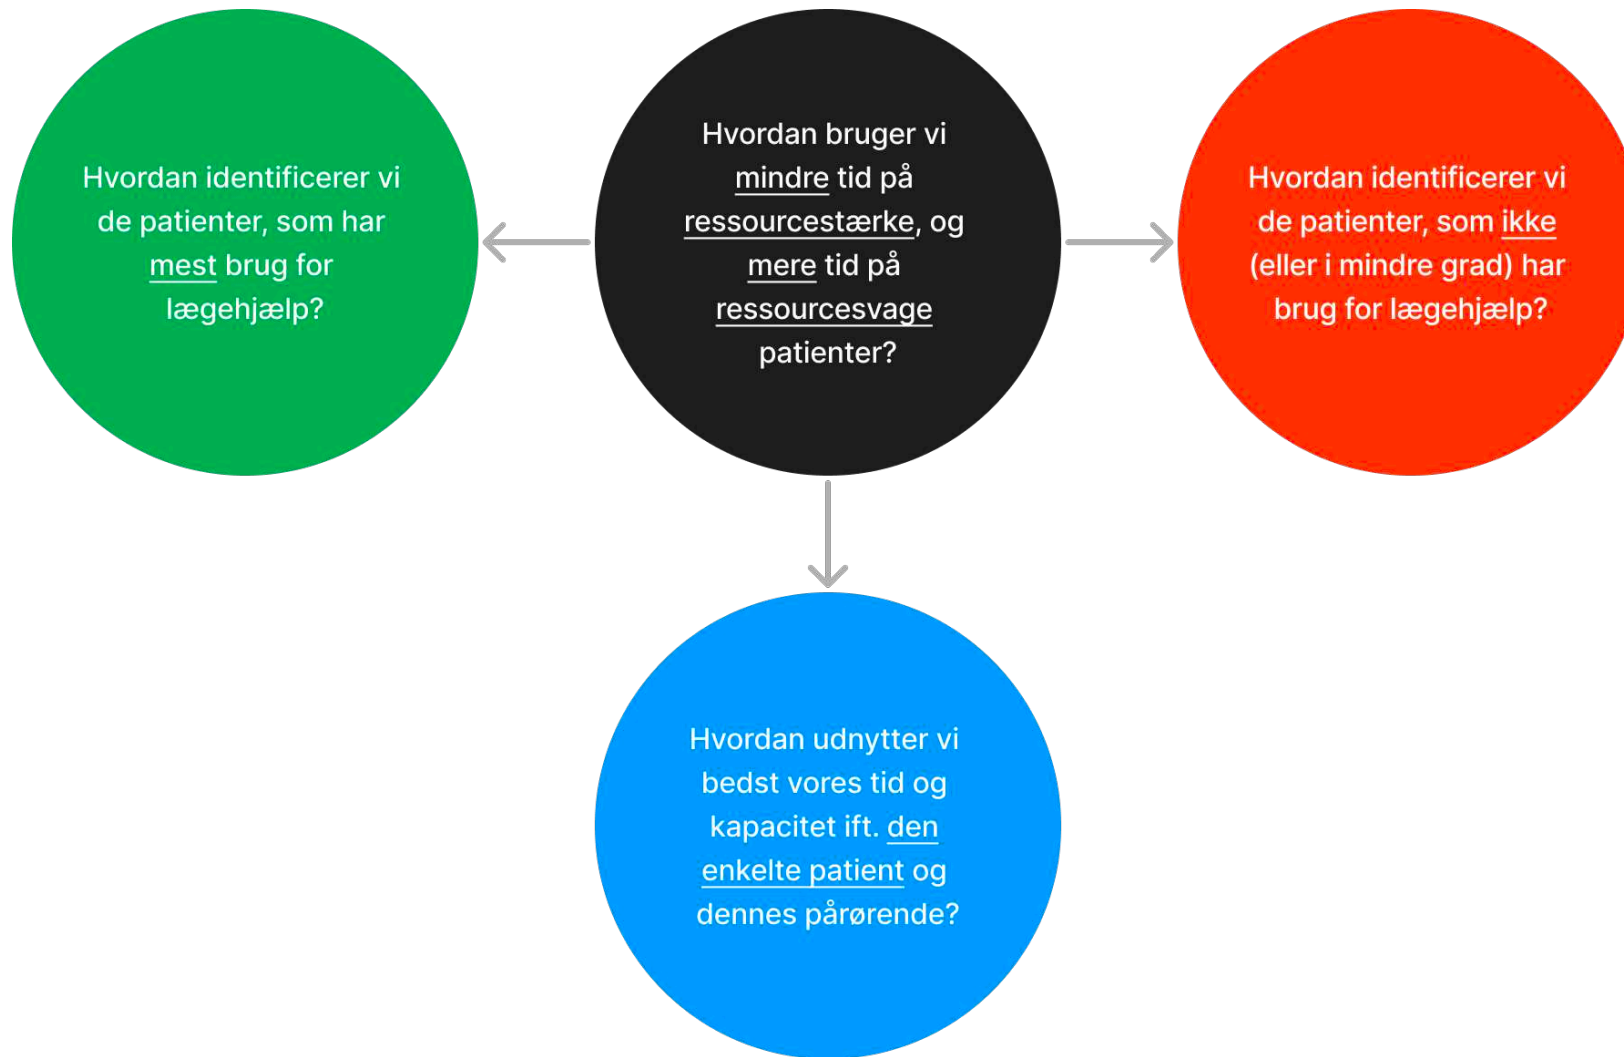 Hvordan identificerer vi
de patienter, som har
mest brug for
lægehjælp?
Hvordan bruger vi
mindre tid på
ressourcestærke, og
mere tid på
ressourcesvage
patienter?
Hvordan identificerer vi
de patienter, som ikke
(eller i mindre grad) har
brug for lægehjælp?
Hvordan udnytter vi
bedst vores tid og
kapacitet ift. den
enkelte patient og
dennes pårørende?